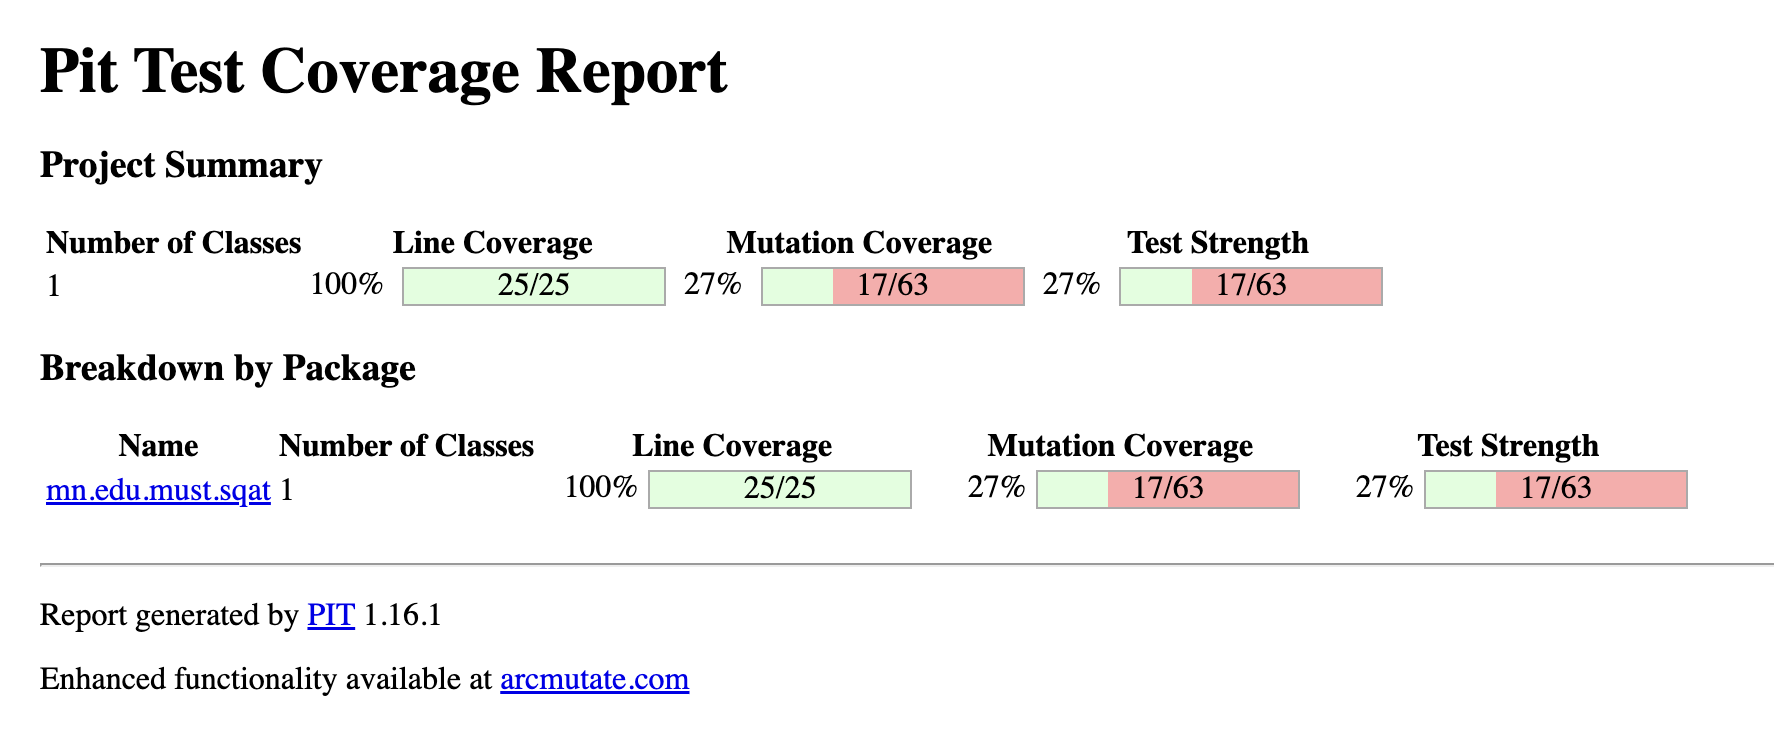 Pit Test Coverage Report
Project Summary
Number of Classes Line Coverage Mutation Coverage Test Strength
1 100% 25/25 27% 17/63 27% 17/63
Breakdown by Package
Name Number of Classes Line Coverage Mutation Coverage Test Strength
mn.edu.must.sqat 1 100% 25/25 27% 17/63 27% 17/63
Report generated by PIT 1.16.1
Enhanced functionality available at arcmutate.com